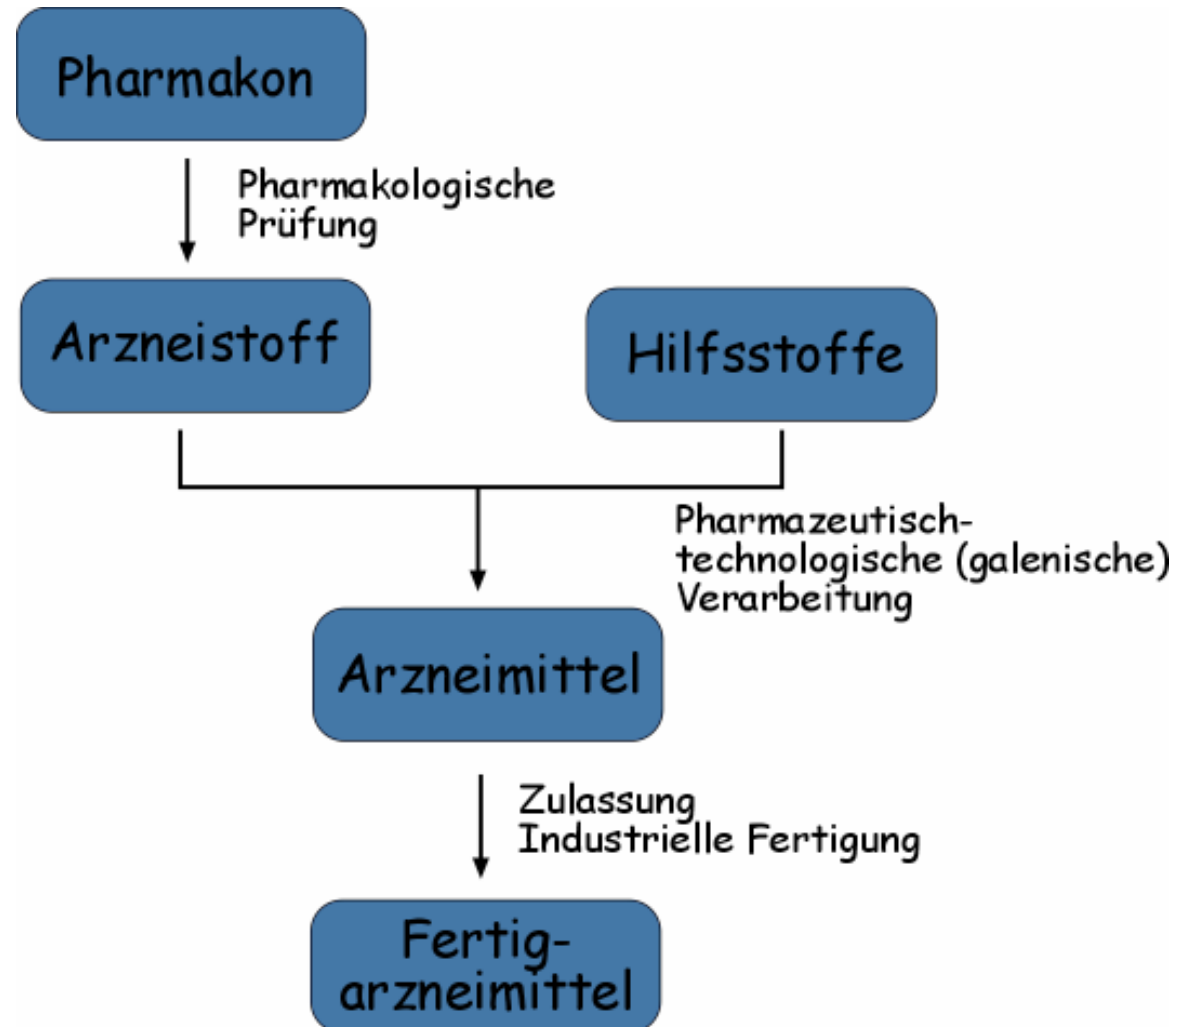 Pharmakon
Pharmakologische
Prüfung
Arzneistoff
Hilfsstoffe
Pharmazeutisch-
technologische (galenische)
Verarbeitung
Arzneimittel
Zulassung
Industrielle Fertigung
Fertig-
arzneimittel